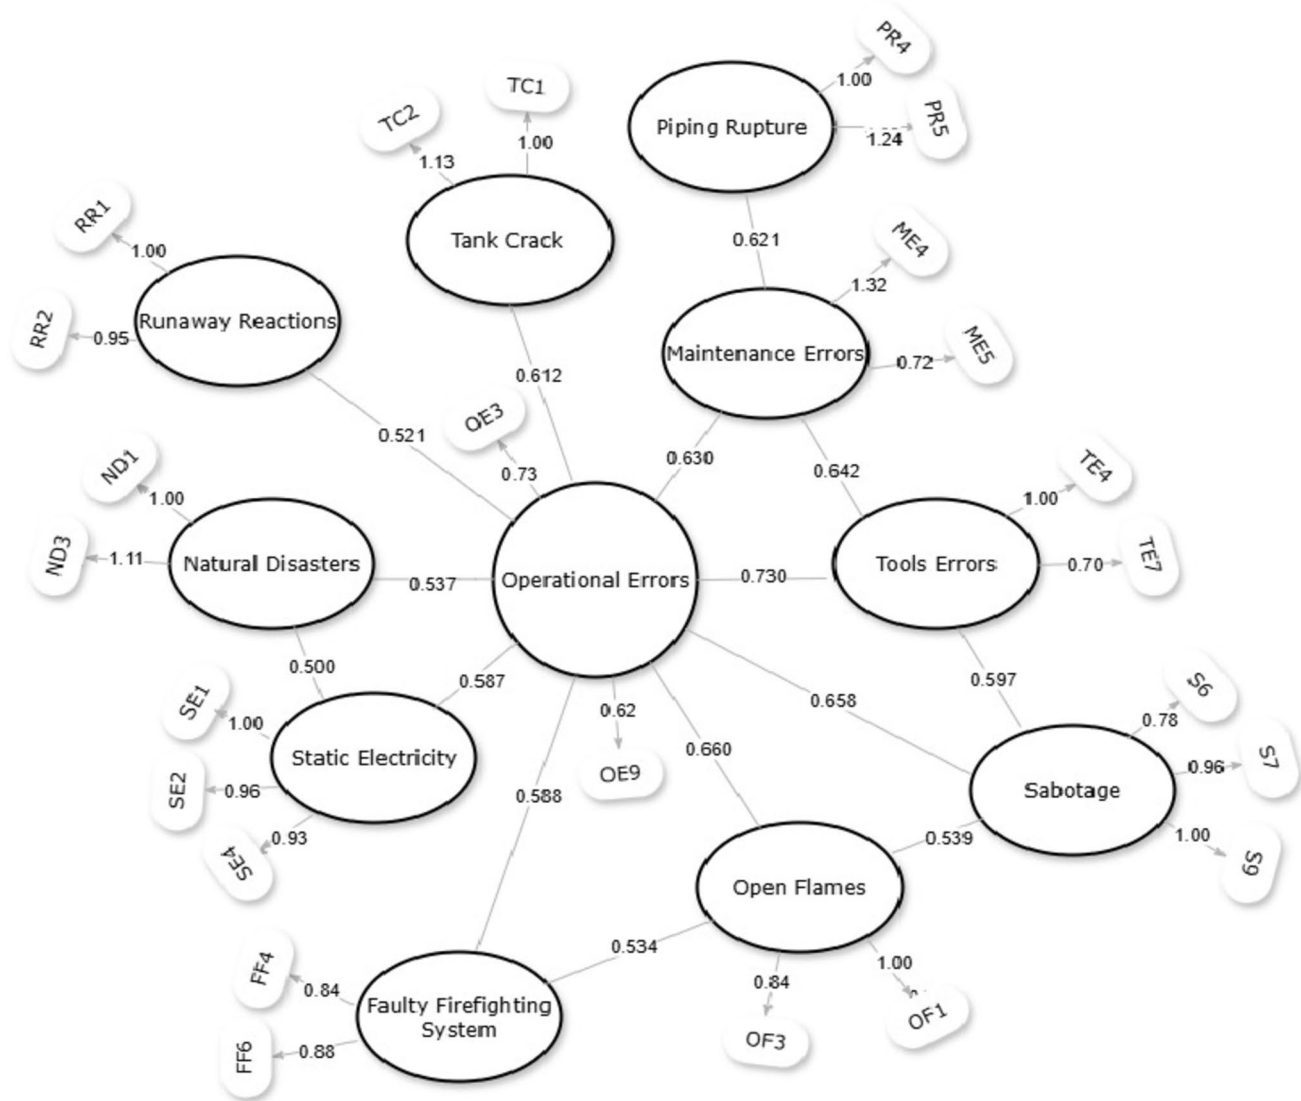 PR4
1.00
Piping Rupture
PR5
1.24
TC1
TC2
1.00
1.13
Tank Crack
0.621
ME4
1.32
RR1
1.00
RR2
0.95
Runaway Reactions
Maintenance Errors
ME5
0.72
0.612
OE3
0.73
0.521
0.630
0.642
ND1
1.00
ND3
1.11
Natural Disasters
0.537
Operational Errors
0.730
Tools Errors
TE4
1.00
TE7
0.70
0.500
0.587
0.597
SE1
1.00
SE2
0.96
SE4
0.93
Static Electricity
0.62
OE9
0.658
0.660
0.588
S6
0.78
S7
0.96
Sabotage
1.00
S9
0.539
Open Flames
0.534
1.00
OF1
0.84
OF3
FF4
0.84
Faulty Firefighting
System
FF6
0.88